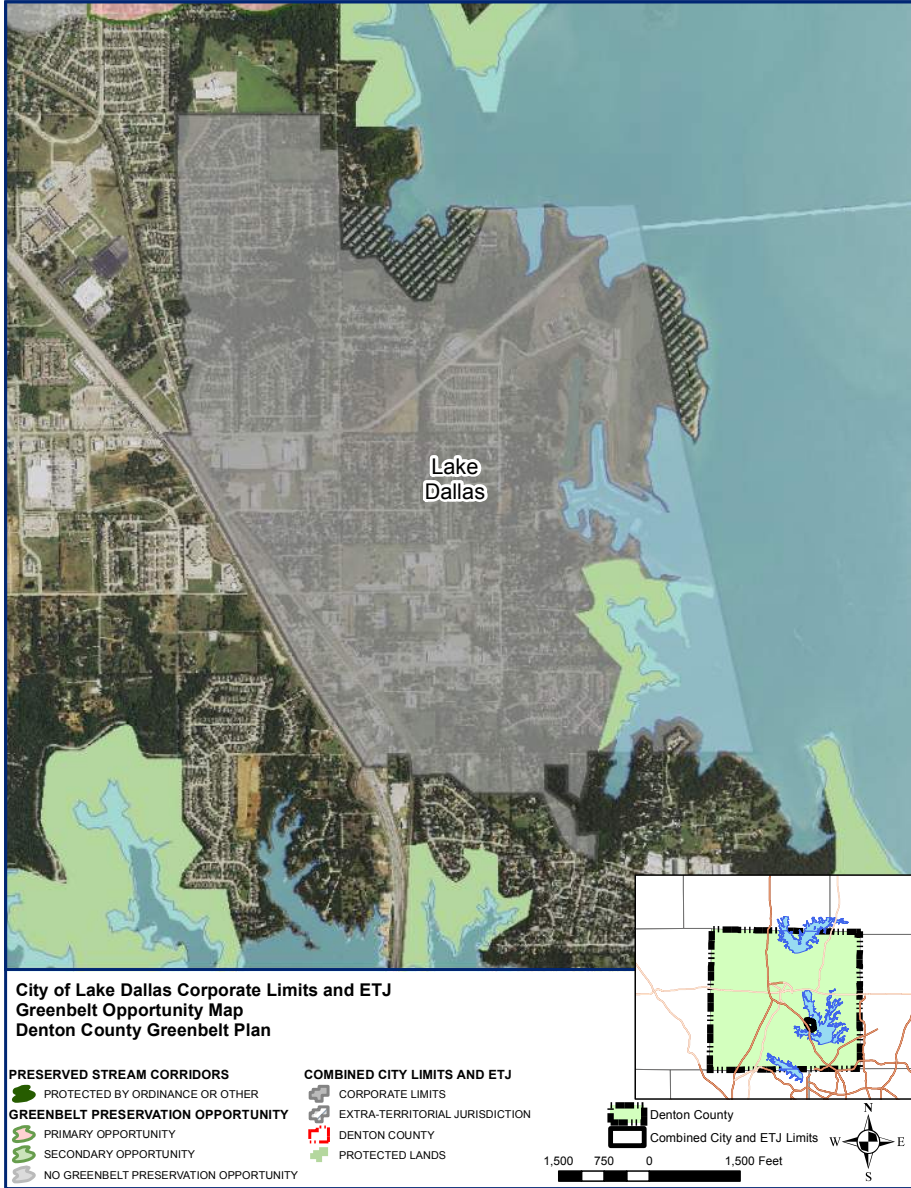 Lake
Dallas
City of Lake Dallas Corporate Limits and ETJ
Greenbelt Opportunity Map
Denton County Greenbelt Plan
PRESERVED STREAM CORRIDORS
PROTECTED BY ORDINANCE OR OTHER
GREENBELT PRESERVATION OPPORTUNITY
PRIMARY OPPORTUNITY
SECONDARY OPPORTUNITY
NO GREENBELT PRESERVATION OPPORTUNITY
COMBINED CITY LIMITS AND ETJ
CORPORATE LIMITS
EXTRA-TERRITORIAL JURISDICTION
DENTON COUNTY
PROTECTED LANDS
Denton County
Combined City and ETJ Limits
1,500 750 0 1,500 Feet
N
W E
S